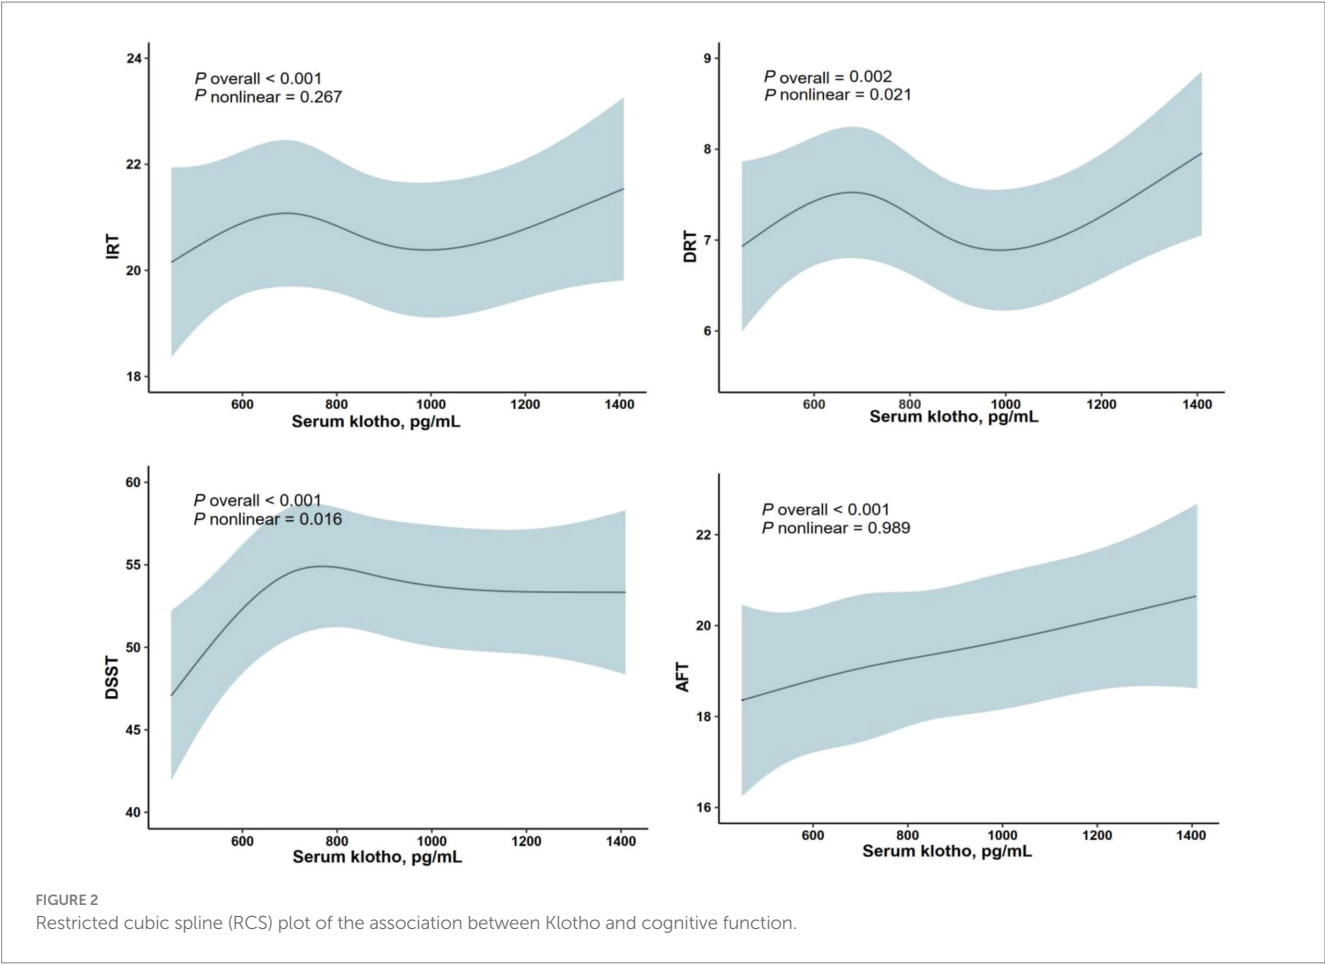 24
22
20
18
IRT
P overall < 0.001
P nonlinear = 0.267
600 800 1000 1200 1400
Serum klotho, pg/mL
9
8
7
6
DRT
P overall = 0.002
P nonlinear = 0.021
600 800 1000 1200 1400
Serum klotho, pg/mL
60
55
50
45
40
DSST
P overall < 0.001
P nonlinear = 0.016
600 800 1000 1200 1400
Serum klotho, pg/mL
22
20
18
16
AFT
P overall < 0.001
P nonlinear = 0.989
600 800 1000 1200 1400
Serum klotho, pg/mL
FIGURE 2
Restricted cubic spline (RCS) plot of the association between Klotho and cognitive function.